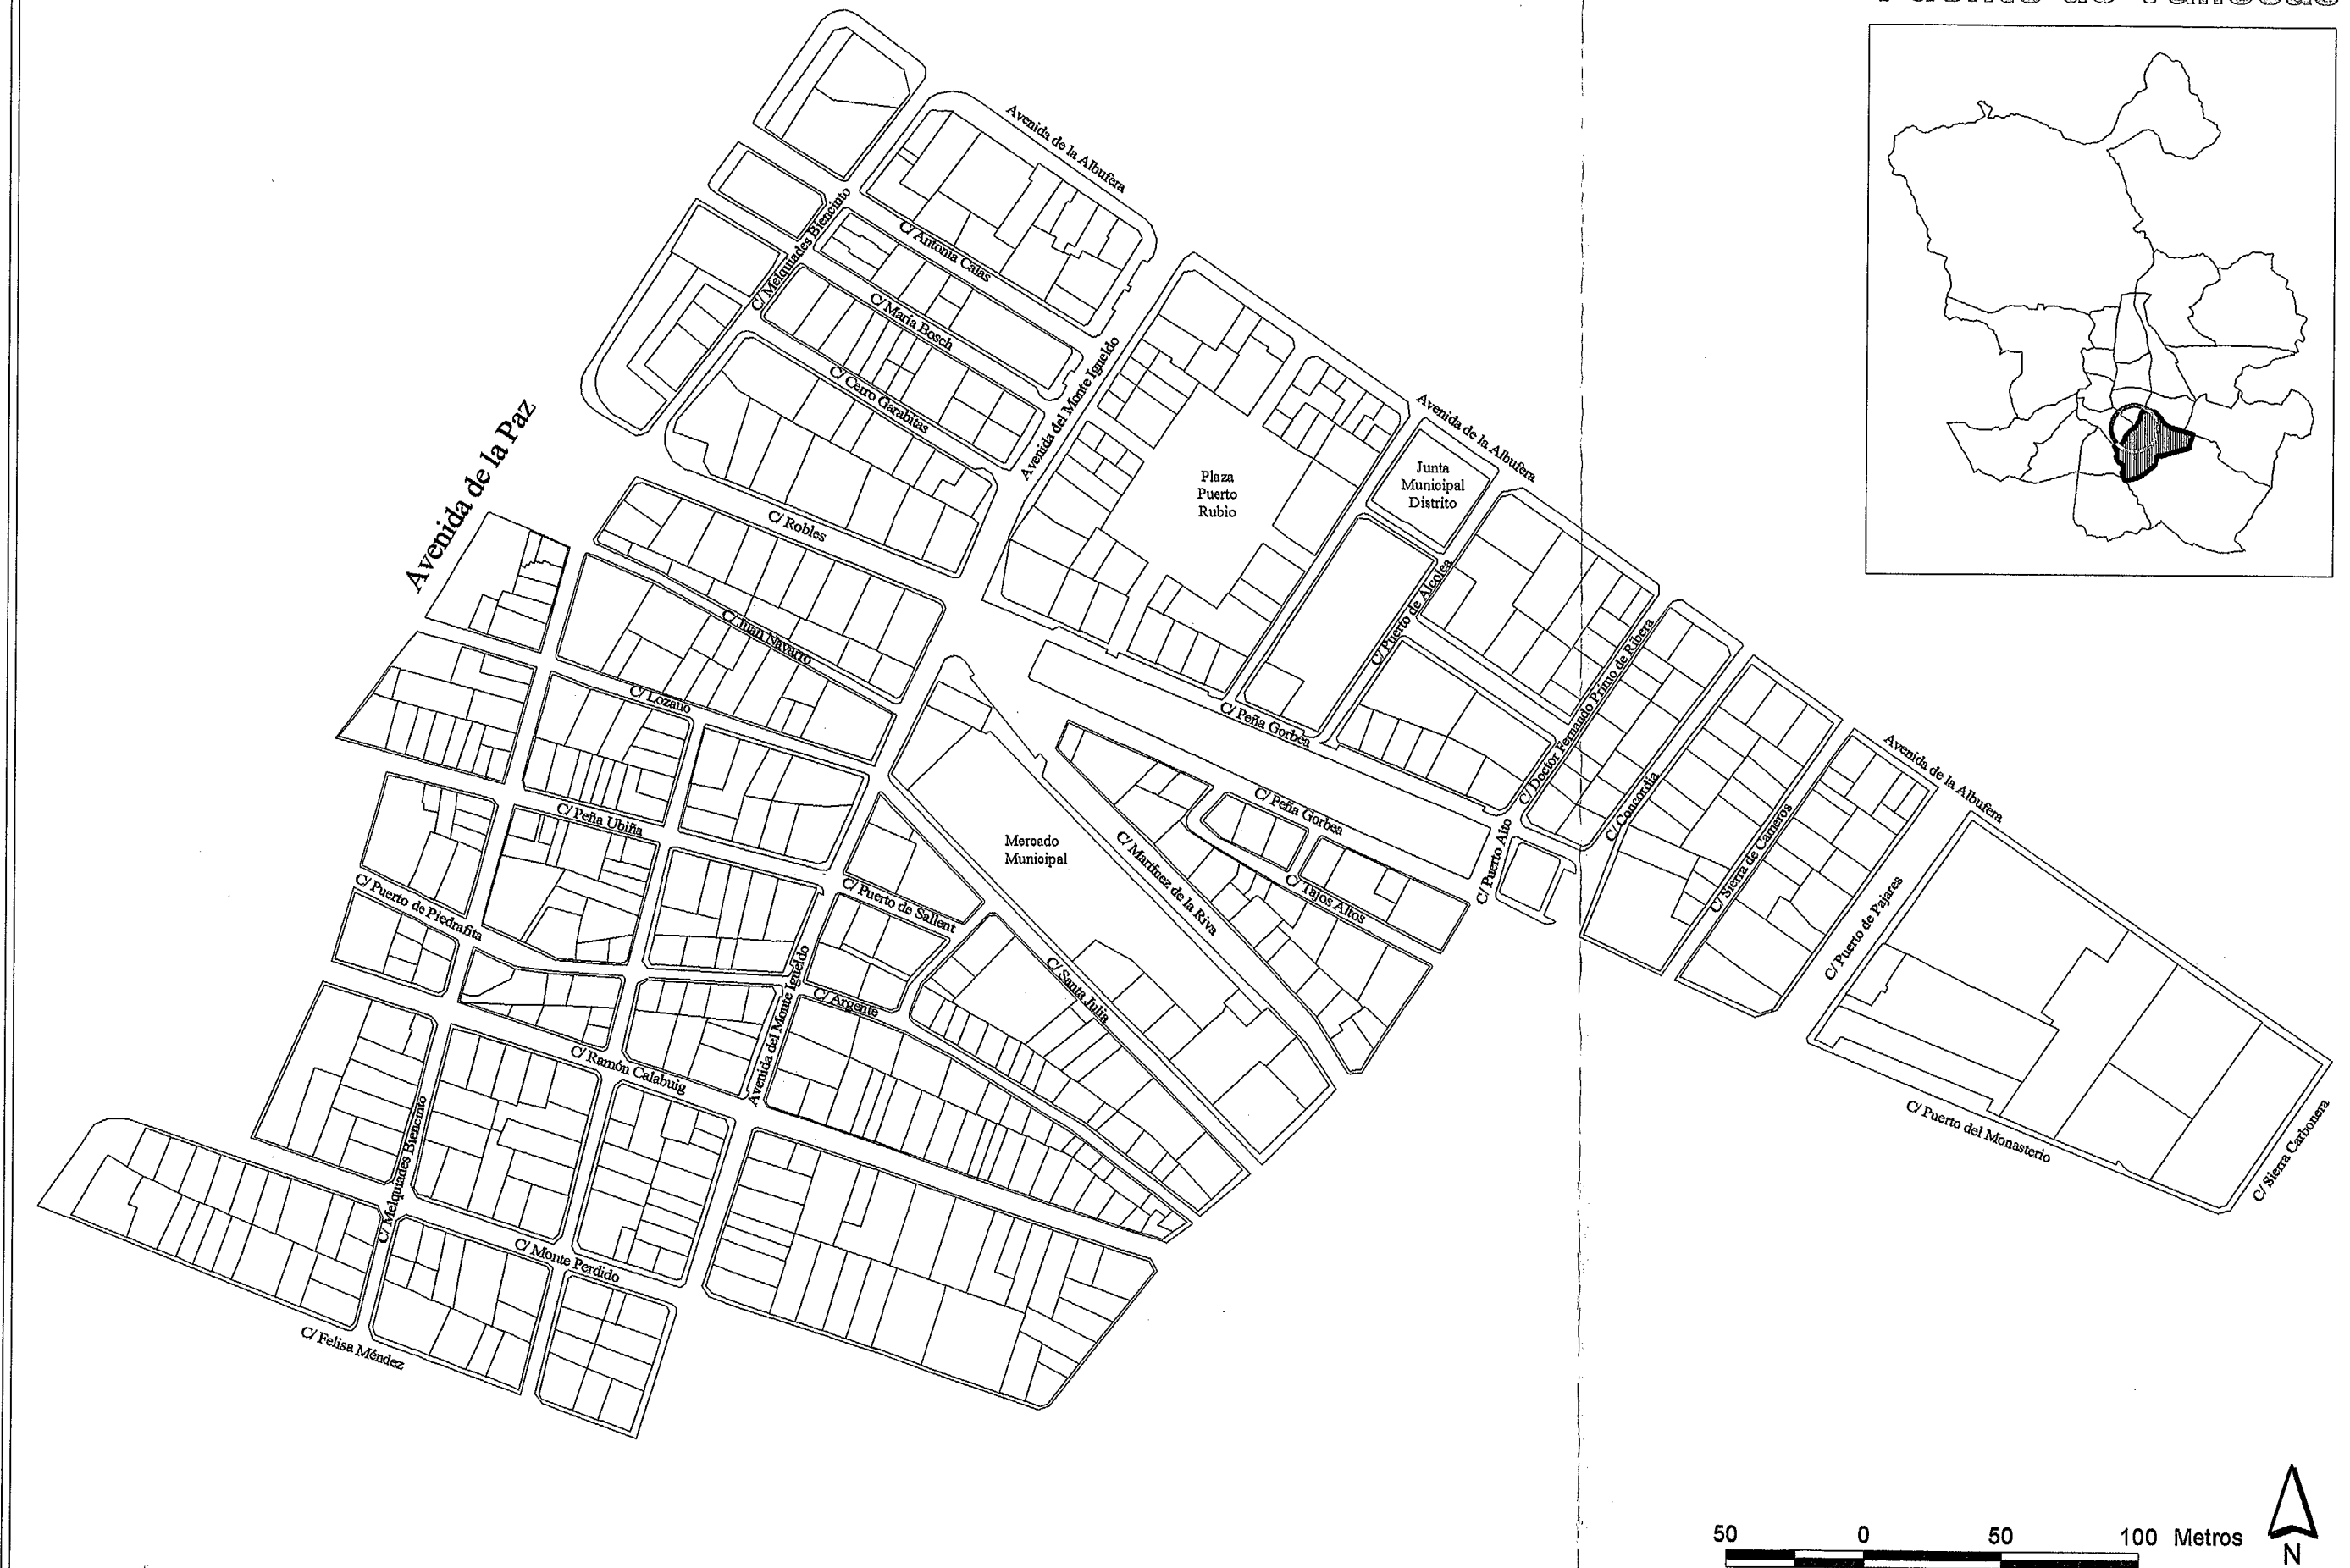 Puente de Vallecas
Avenida de la Albufera
C/ Melquiades Biencinto
C/ Antonia Calas
C/ María Bosch
C/ Cerro Garabitas
Avenida del Monte Igueldo
Avenida de la Paz
Plaza
Puerto
Rubio
Avenida de la Albufera
Junta
Municipal
Distrito
C/ Robles
C/ Juan Navarro
C/ Puerto de Alcolea
C/ Doctor Fernando Primo de Ribera
C/ Lozano
C/ Peña Gorbea
Avenida de la Albufera
C/ Peña Ubiña
C/ Peña Gorbea
C/ Concordia
C/ Sierra de Cameros
Mercado
Municipal
C/ Martínez de la Riva
C/ Puerto Alto
C/ Tajos Altos
C/ Puerto de Pajares
C/ Puerto de Piedrafita
C/ Puerto de Sallent
C/ Santa Julia
C/ Argente
Avenida del Monte Igueldo
C/ Ramón Calabuig
C/ Puerto del Monasterio
C/ Sierra Carbonera
C/ Melquiades Biencinto
C/ Monte Perdido
C/ Felisa Méndez
50 0 50 100 Metros
N